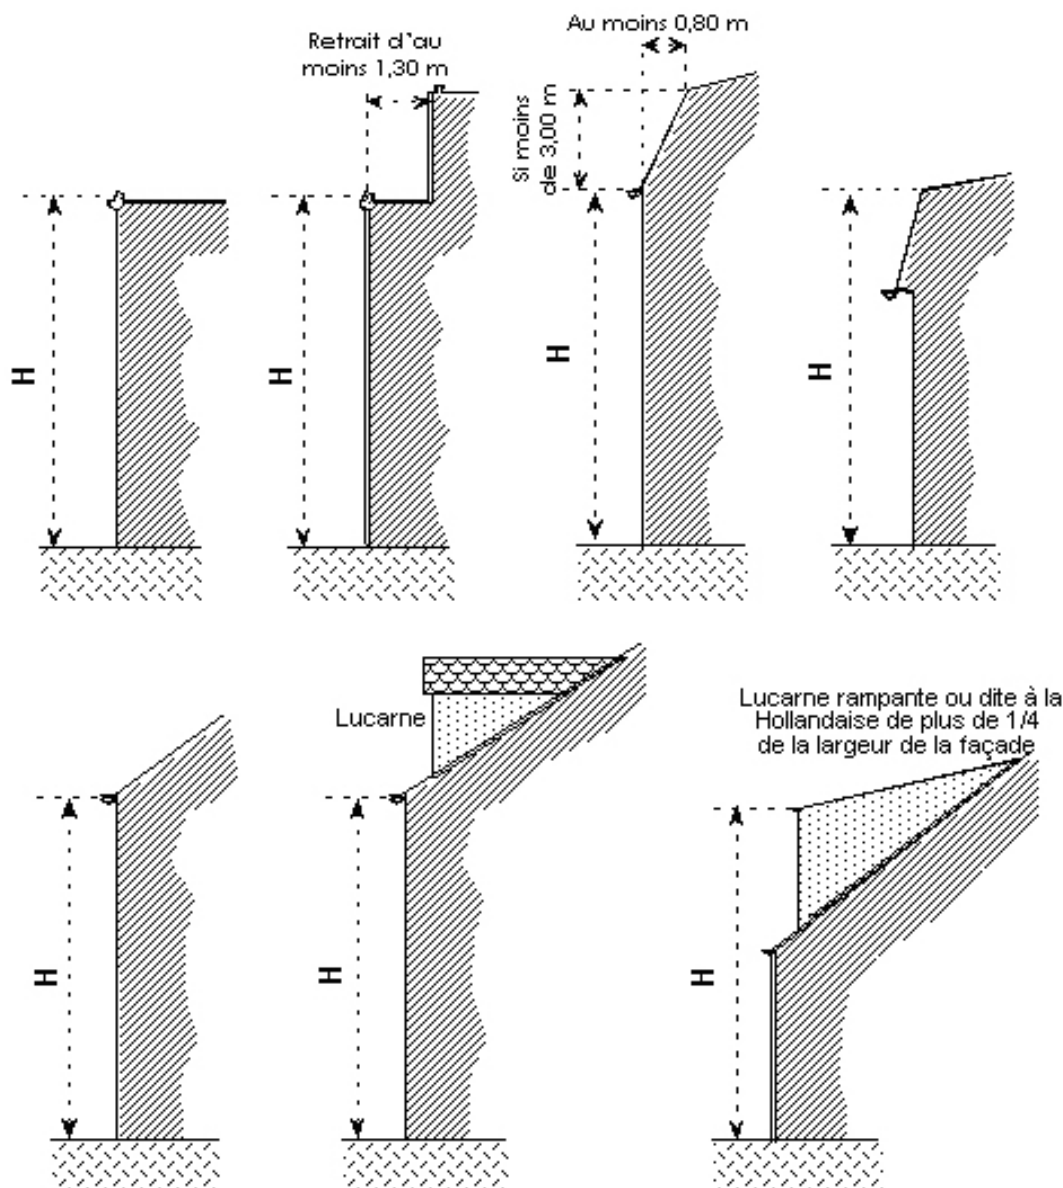 Retrait d'au
moins 1,30 m
Au moins 0,80 m
Si moins
de 3,00 m
H
H
H
H
Lucarne
Lucarne rampante ou dite à la
Hollandaise de plus de 1/4
de la largeur de la façade
H
H
H